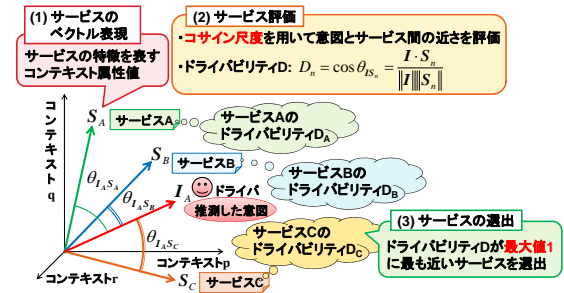 (1) サービスの
ベクトル表現
サービスの特徴を表す
コンテキスト属性値
(2) サービス評価
・コサイン尺度を用いて意図とサービス間の近さを評価
・ドライバビリティD: D_n = cosθ_{IS_n} = I・S_n / ‖I‖‖S_n‖
コンテキストq
S_A
サービスA
サービスAの
ドライバビリティD_A
S_B
サービスB
サービスBの
ドライバビリティD_B
θ_{I_A S_A}
θ_{I_A S_B}
I_A
ドライバ
推測した意図
θ_{I_A S_C}
サービスCの
ドライバビリティD_C
(3) サービスの選出
ドライバビリティDが最大値1
に最も近いサービスを選出
コンテキストr
コンテキストp
S_C
サービスC